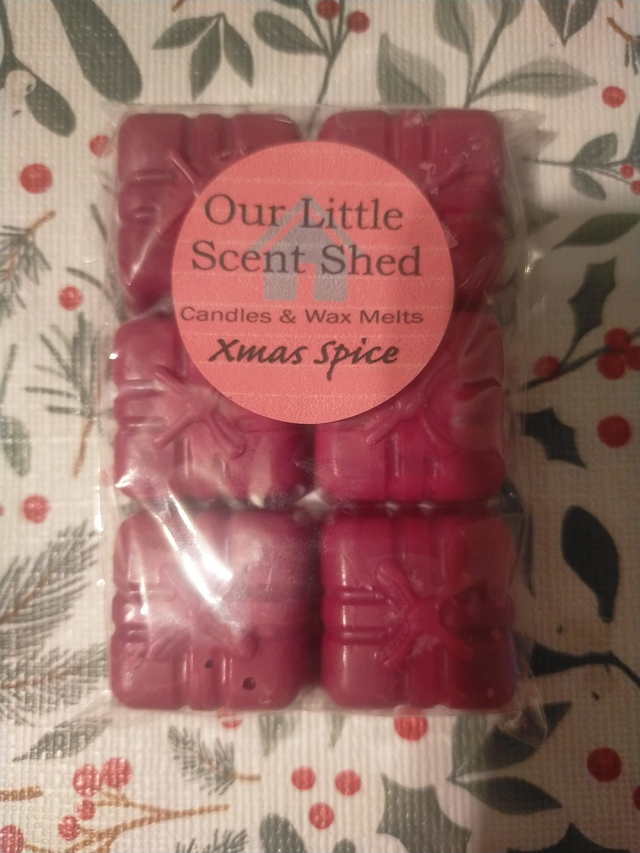 Our Little
Scent Shed
Candles & Wax Melts
Xmas Spice